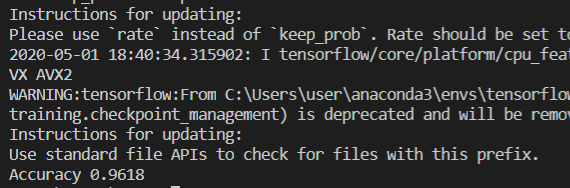 Instructions for updating:
Please use `rate` instead of `keep_prob`. Rate should be set to
2020-05-01 18:40:34.315902: I tensorflow/core/platform/cpu_feat
VX AVX2
WARNING:tensorflow:From C:\Users\user\anaconda3\envs\tensorflow
training.checkpoint_management) is deprecated and will be remov
Instructions for updating:
Use standard file APIs to check for files with this prefix.
Accuracy 0.9618